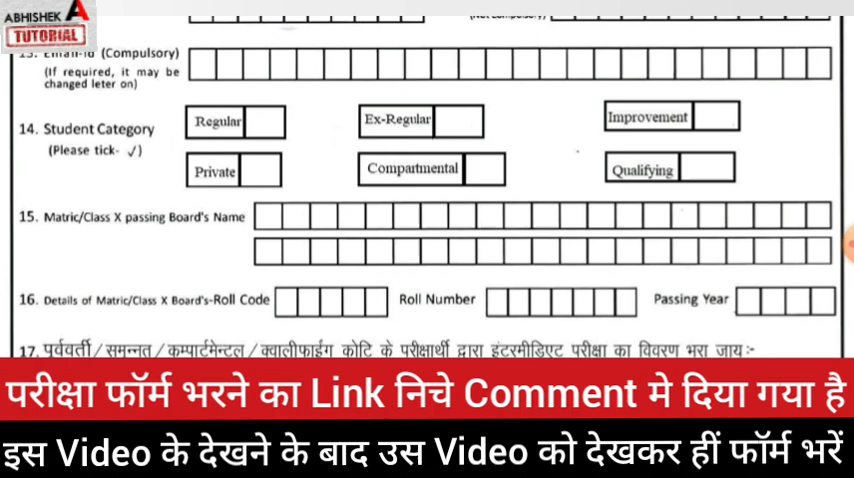 ABHISHEK A
TUTORIAL
(Compulsory)
(If required, it may be
changed leter on)
14. Student Category
(Please tick- ✓)
Regular
Ex-Regular
Improvement
Private
Compartmental
Qualifying
15. Matric/Class X passing Board's Name
16. Details of Matric/Class X Board's-Roll Code
Roll Number
Passing Year
17. पूर्ववर्ती/समुन्नत/कम्पार्टमेन्टल/क्वालीफाईंग कोटि के परीक्षार्थी द्वारा इंटरमीडिएट परीक्षा का विवरण भरा जाय:-
परीक्षा फॉर्म भरने का Link निचे Comment मे दिया गया है
इस Video के देखने के बाद उस Video को देखकर हीं फॉर्म भरें